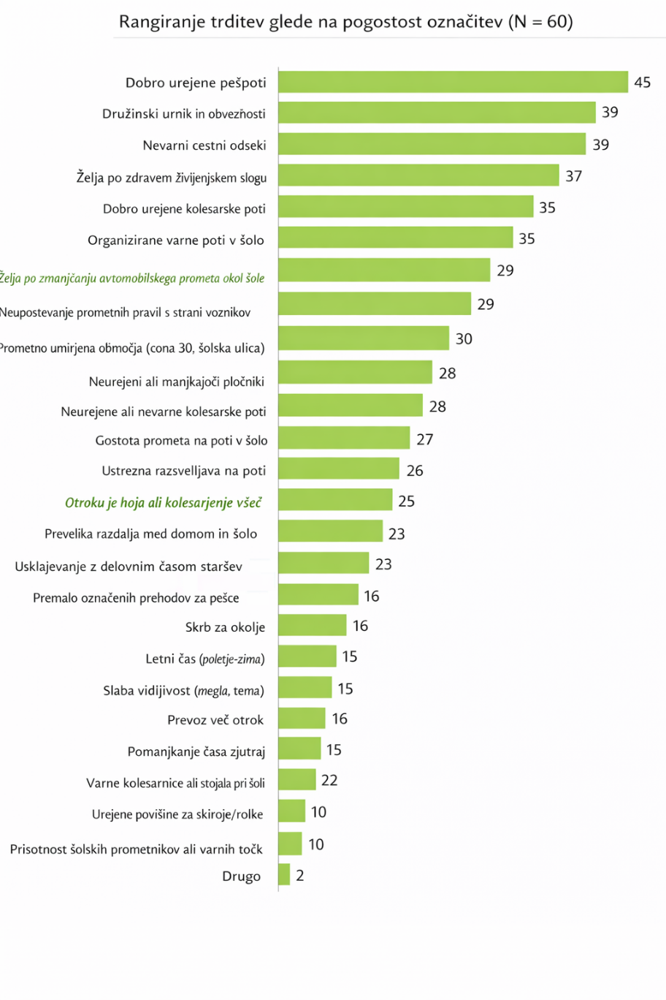 Rangiranje trditev glede na pogostost označitev (N = 60)
Dobro urejene pešpoti 45
Družinski urnik in obvezňosti 39
Nevarni cestni odseki 39
Želja po zdravem živijenjskem slogu 37
Dobro urejene kolesarske poti 35
Organizirane varne poti v šolo 35
Želja po zmanjčanju avtomobilskega prometa okol šole 29
Neupostevanje prometnih pravil s strani voznikov 29
Prometno umirjena območja (cona 30, šolska ulica) 30
Neurejeni ali manjkajoči pločniki 28
Neurejene ali nevarne kolesarske poti 28
Gostota prometa na poti v šolo 27
Ustrezna razsvelljava na poti 26
Otroku je hoja ali kolesarjenje všeč 25
Prevelika razdalja med domom in šolo 23
Usklajevanje z delovnim časom staršev 23
Premalo označenih prehodov za pešce 16
Skrb za okolje 16
Letni čas (poletje-zima) 15
Slaba vidijivost (megla, tema) 15
Prevoz več otrok 16
Pomanjkanje časa zjutraj 15
Varne kolesarnice ali stojala pri šoli 22
Urejene povišine za skiroje/rolke 10
Prisotnost šolskih prometnikov ali varnih točk 10
Drugo 2